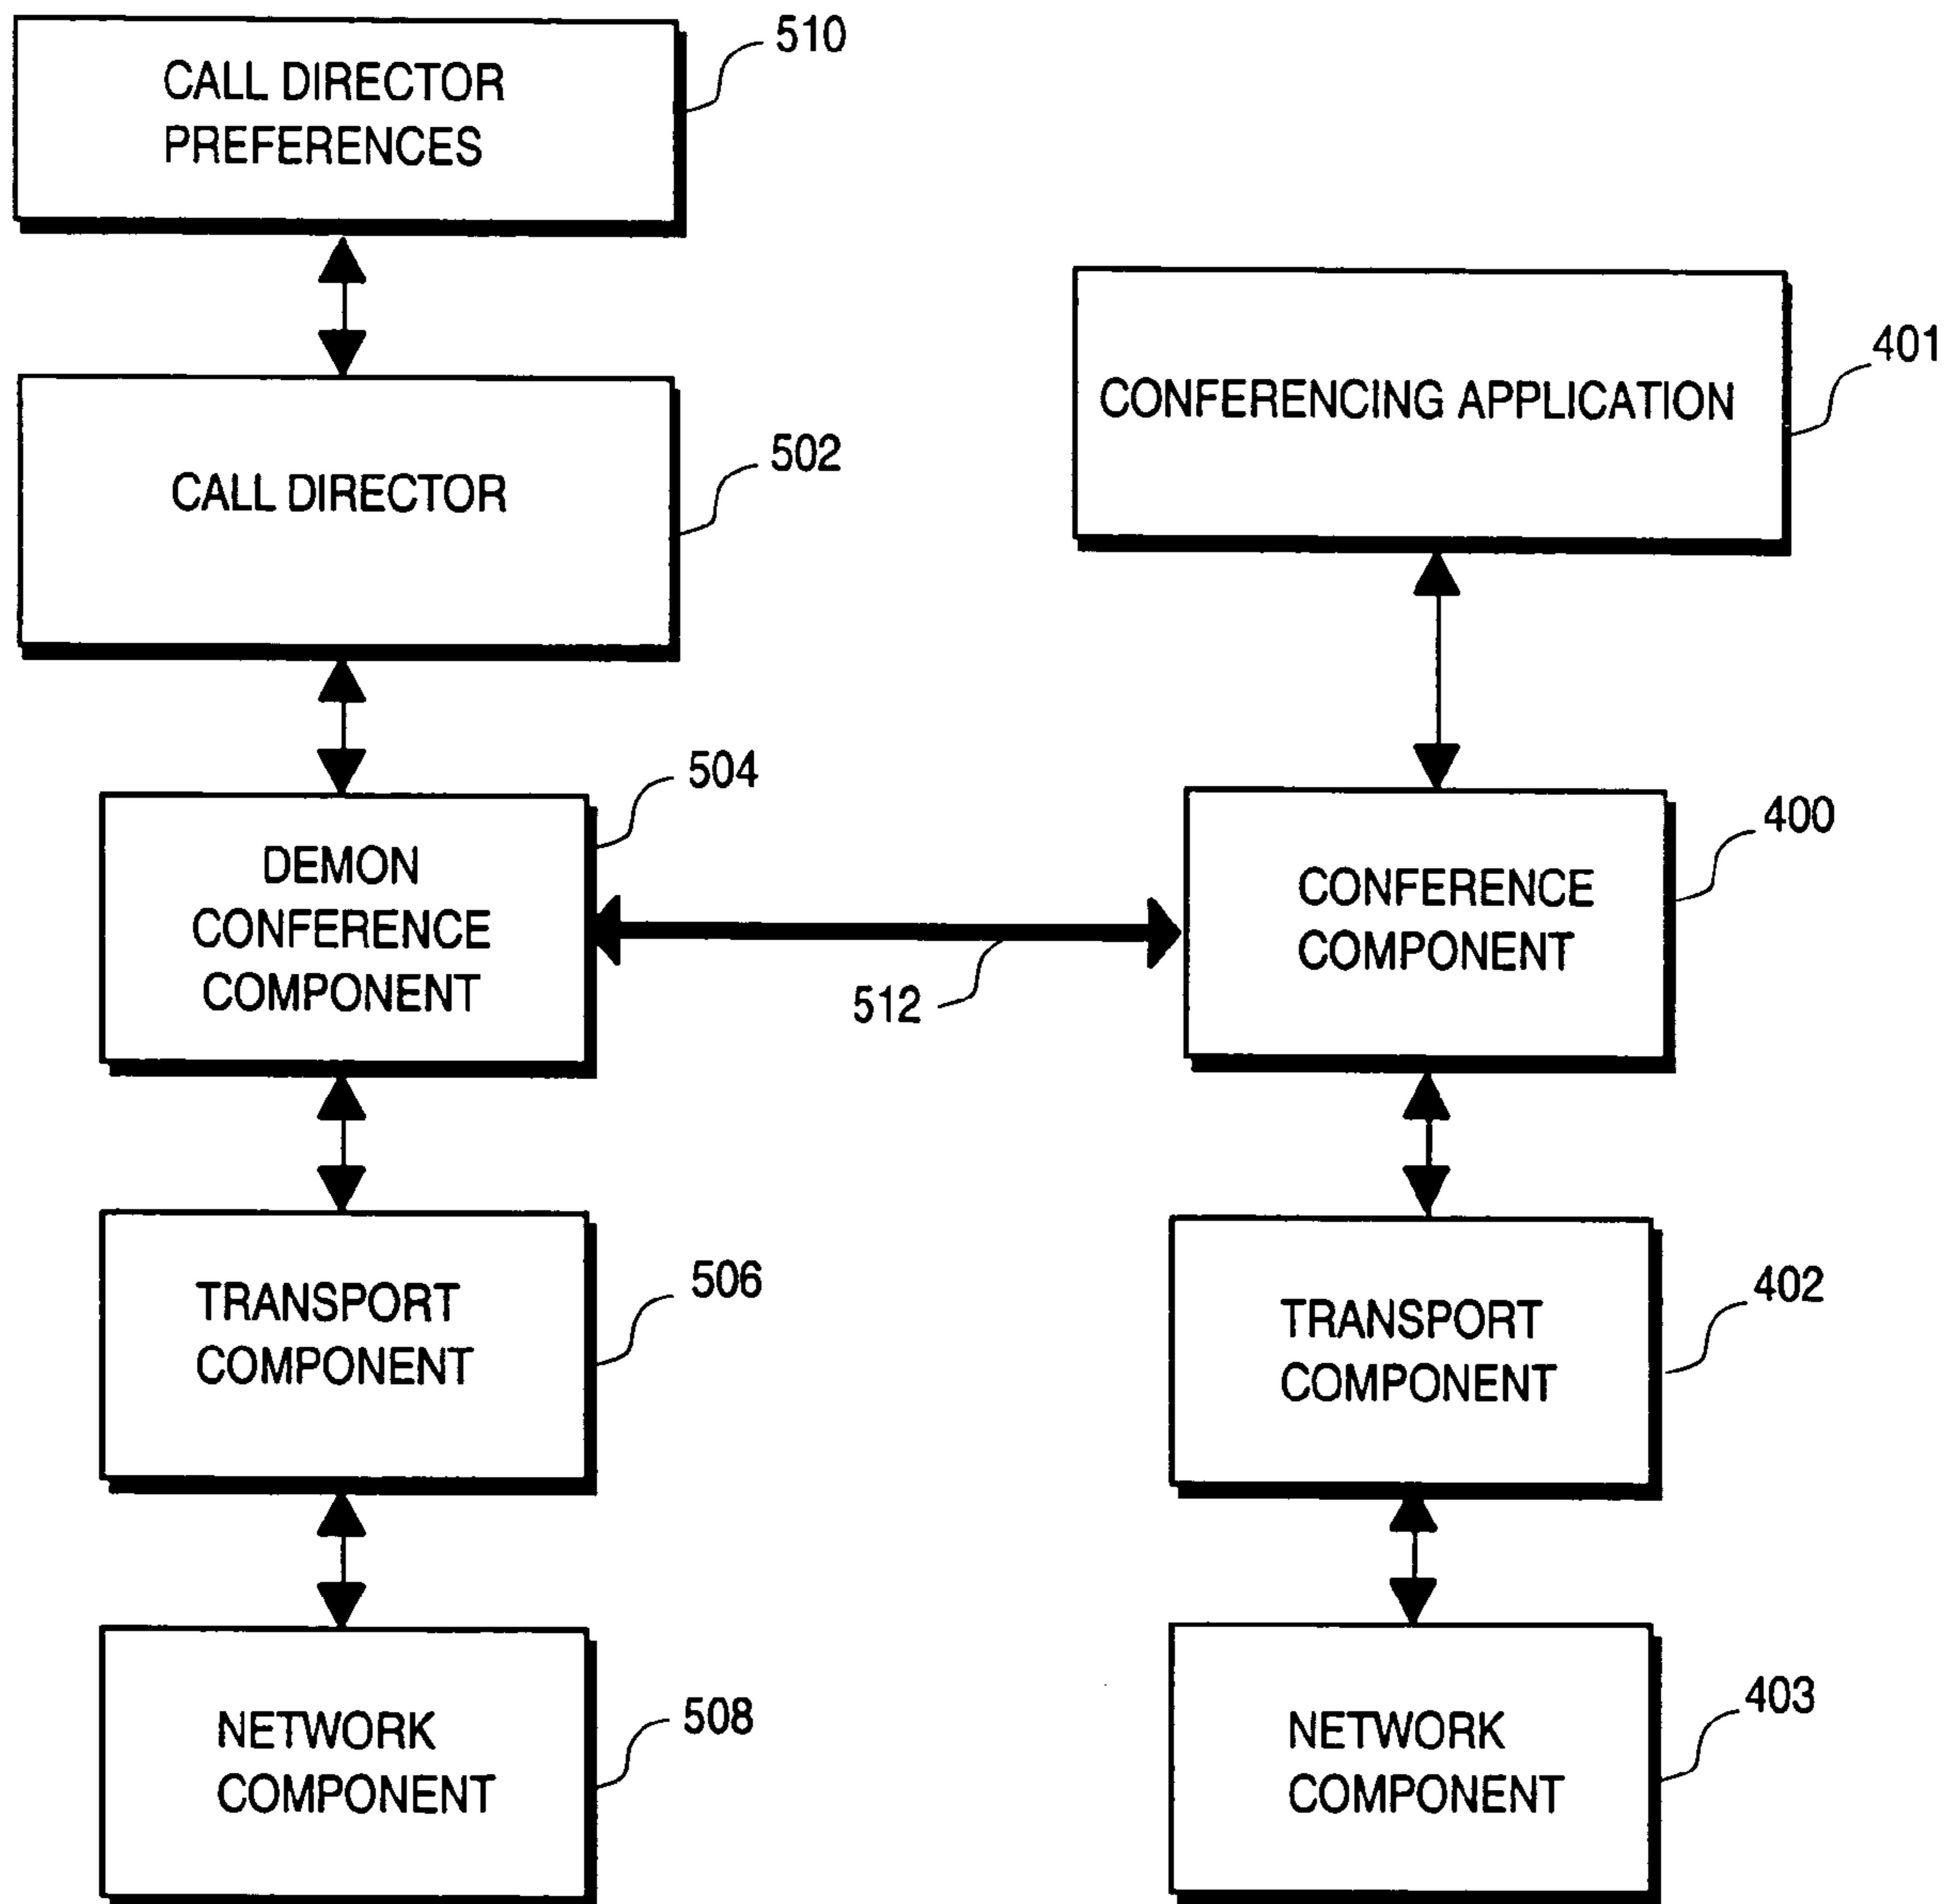 510
CALL DIRECTOR
PREFERENCES
401
CONFERENCING APPLICATION
502
CALL DIRECTOR
504
DEMON
CONFERENCE
COMPONENT
400
CONFERENCE
COMPONENT
512
506
TRANSPORT
COMPONENT
402
TRANSPORT
COMPONENT
508
NETWORK
COMPONENT
403
NETWORK
COMPONENT